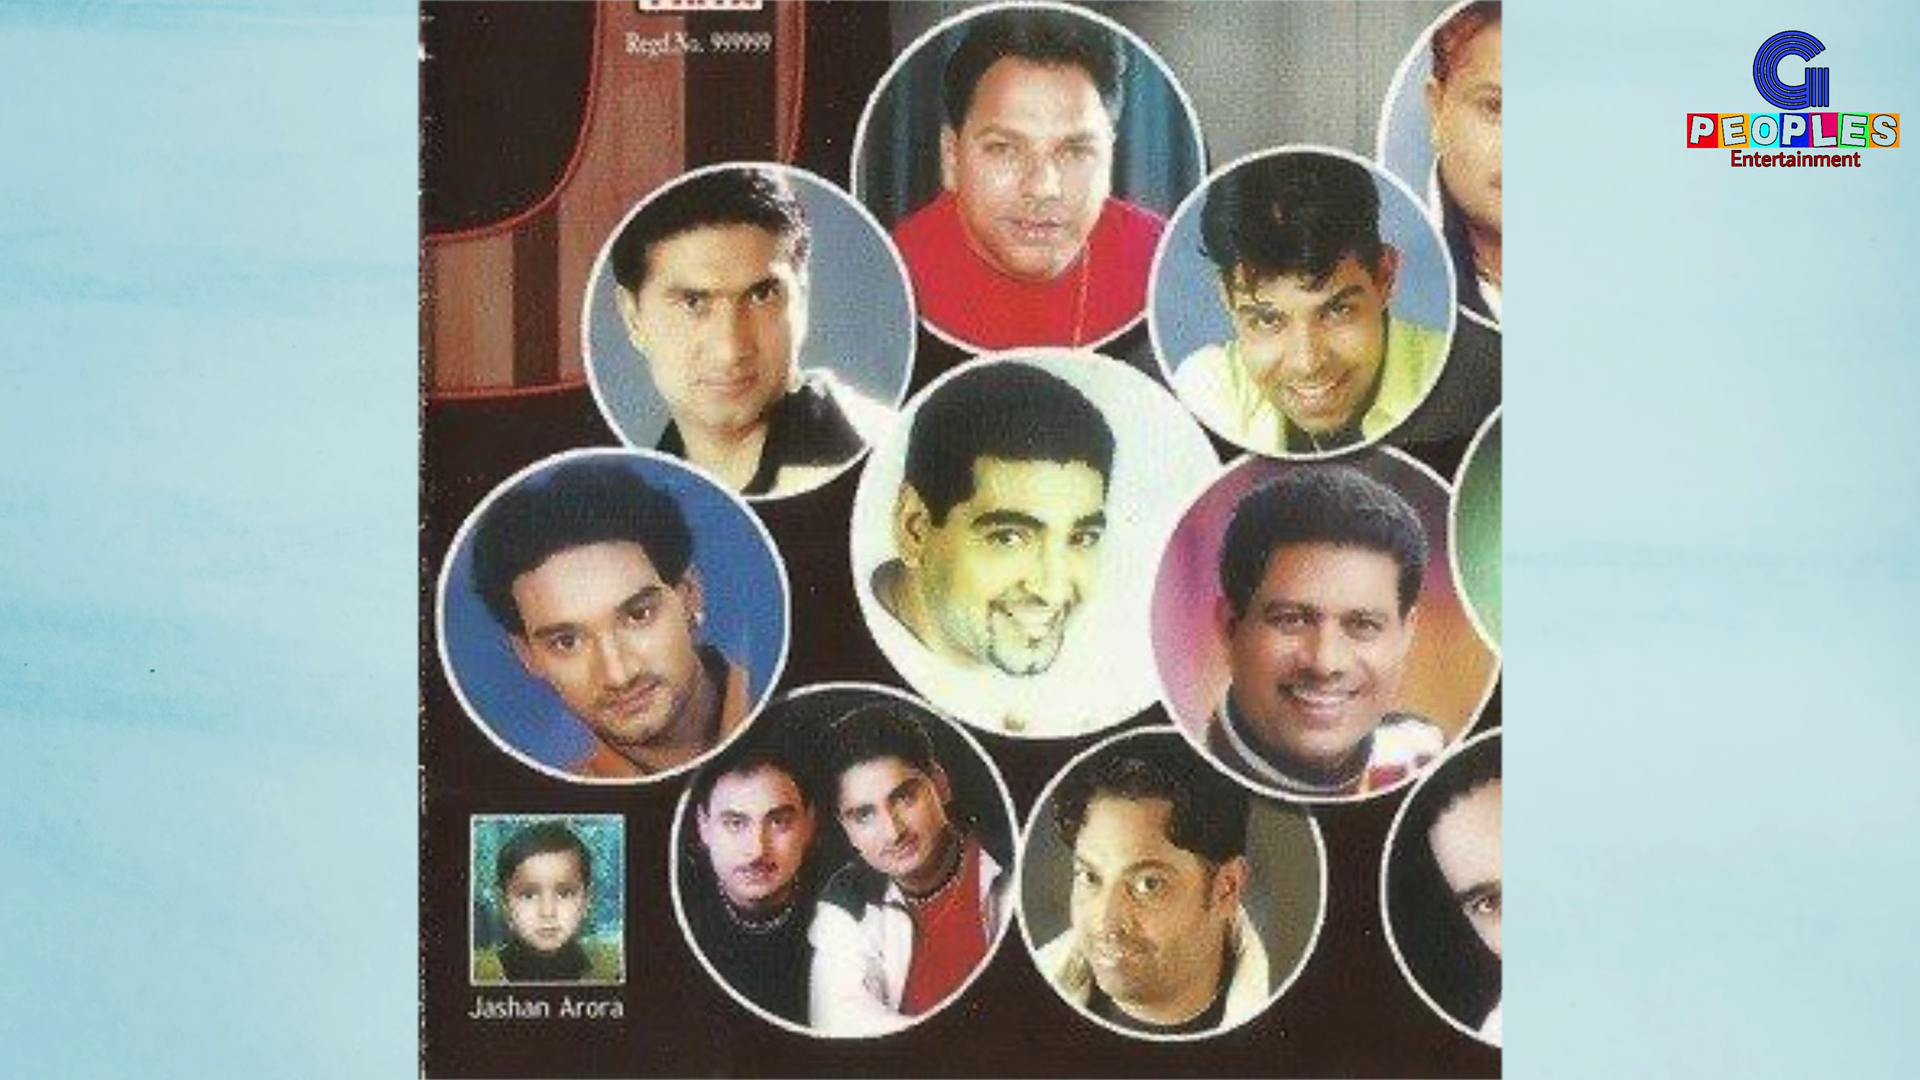 Regd.No. 999999
G
PEOPLES
Entertainment
Jashan Arora